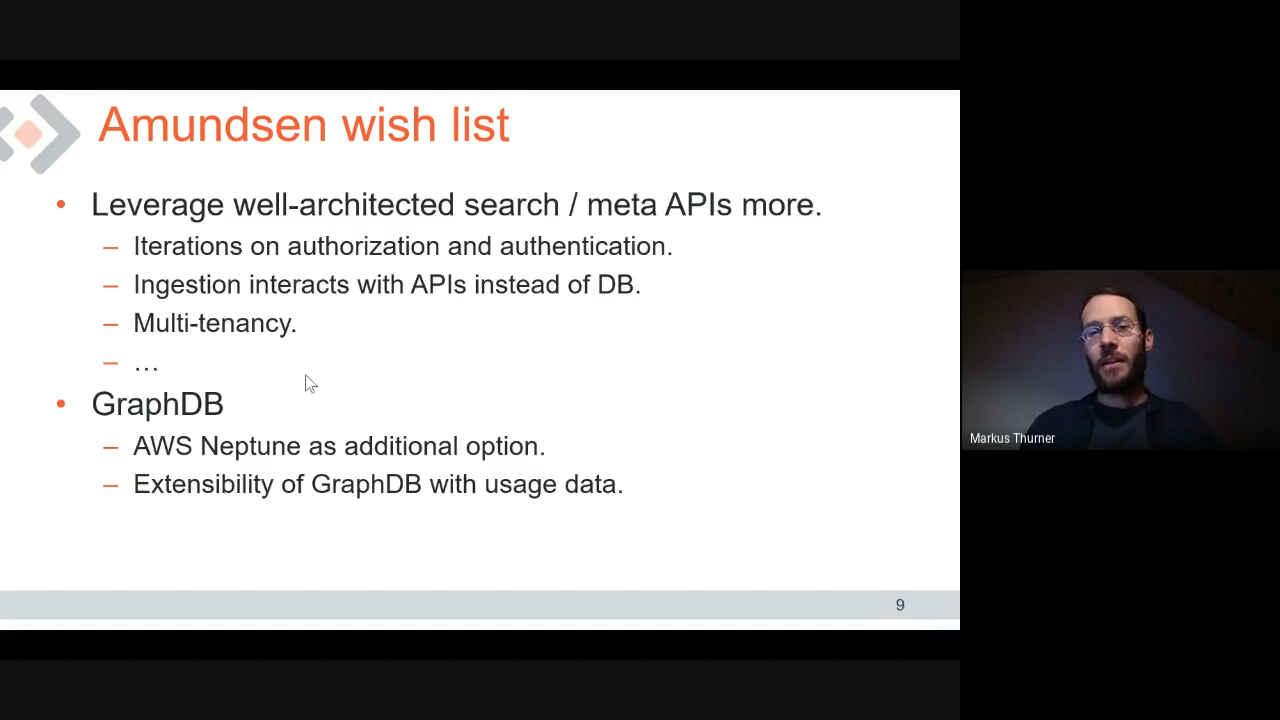 Amundsen wish list
• Leverage well-architected search / meta APIs more.
– Iterations on authorization and authentication.
– Ingestion interacts with APIs instead of DB.
– Multi-tenancy.
– …
• GraphDB
– AWS Neptune as additional option.
– Extensibility of GraphDB with usage data.
9
Markus Thurner